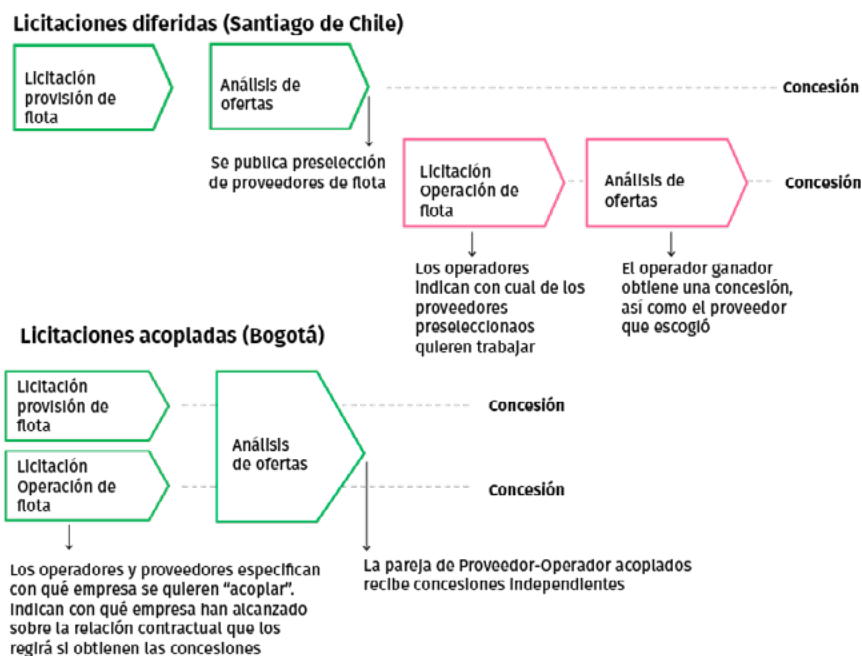 Licitaciones diferidas (Santiago de Chile)
Licitación
provisión de
flota
Análisis de
ofertas
Concesión
Se publica preselección
de proveedores de flota
Licitación
Operación de
flota
Análisis de
ofertas
Concesión
Los operadores
indican con cual de los
proveedores
preseleccionaos
quieren trabajar
El operador ganador
obtiene una concesión,
así como el proveedor
que escogió
Licitaciones acopladas (Bogotá)
Licitación
provisión de
flota
Licitación
Operación de
flota
Análisis
de ofertas
Concesión
Concesión
Los operadores y proveedores especifican
con qué empresa se quieren “acoplar”.
Indican con qué empresa han alcanzado
sobre la relación contractual que los
regirá si obtienen las concesiones
La pareja de Proveedor-Operador acoplados
recibe concesiones independientes